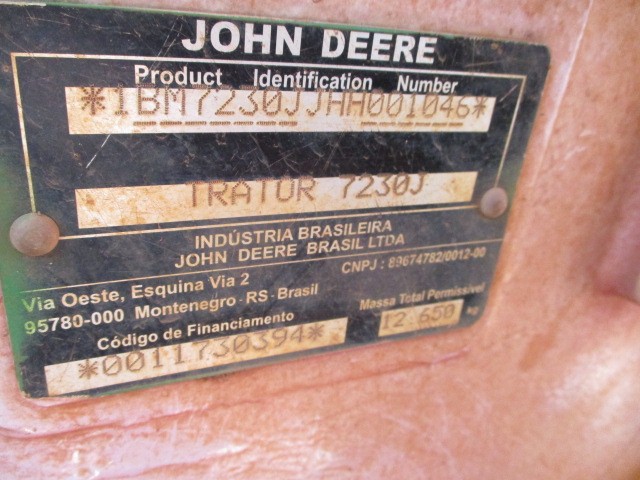 JOHN DEERE
Product Identification Number
*1BM7230JJHH001046*
TRATOR 7230J
INDÚSTRIA BRASILEIRA
JOHN DEERE BRASIL LTDA
CNPJ : 89674782/0012-00
Via Oeste, Esquina Via 2
95780-000 Montenegro - RS - Brasil
Massa Total Permissível
12.650 kg
Código de Financiamento
*0011730394*